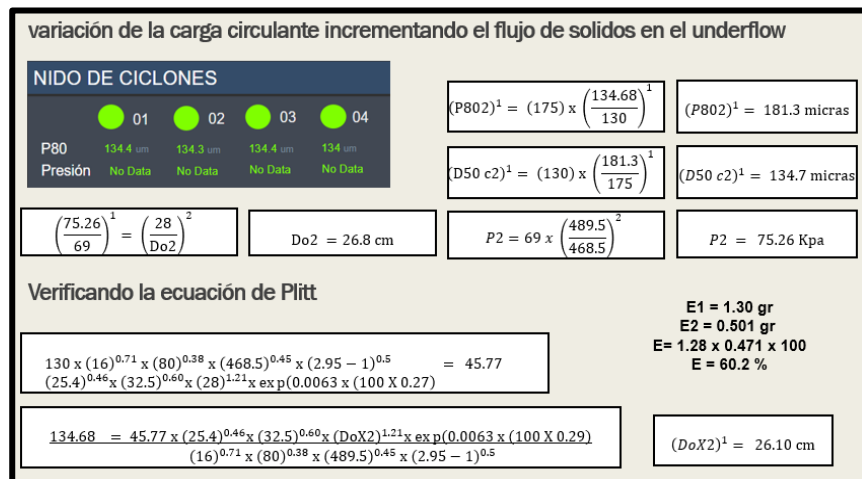 variación de la carga circulante incrementando el flujo de solidos en el underflow
NIDO DE CICLONES
01 02 03 04
P80 134.4 um 134.3 um 134.4 um 134 um
Presión No Data No Data No Data No Data
(P802)¹ = (175) x (134.68/130)¹
(P802)¹ = 181.3 micras
(D50 c2)¹ = (130) x (181.3/175)¹
(D50 c2)¹ = 134.7 micras
(75.26/69)¹ = (28/Do2)²
Do2 = 26.8 cm
P2 = 69 x (489.5/468.5)²
P2 = 75.26 Kpa
Verificando la ecuación de Plitt
E1 = 1.30 gr
E2 = 0.501 gr
E= 1.28 x 0.471 x 100
E = 60.2 %
130 x (16)^0.71 x (80)^0.38 x (468.5)^0.45 x (2.95 − 1)^0.5 = 45.77
(25.4)^0.46 x (32.5)^0.60 x (28)^1.21 x exp(0.0063 x (100 X 0.27)
134.68 = 45.77 x (25.4)^0.46 x (32.5)^0.60 x (DoX2)^1.21 x exp(0.0063 x (100 X 0.29)
(16)^0.71 x (80)^0.38 x (489.5)^0.45 x (2.95 − 1)^0.5
(DoX2)¹ = 26.10 cm